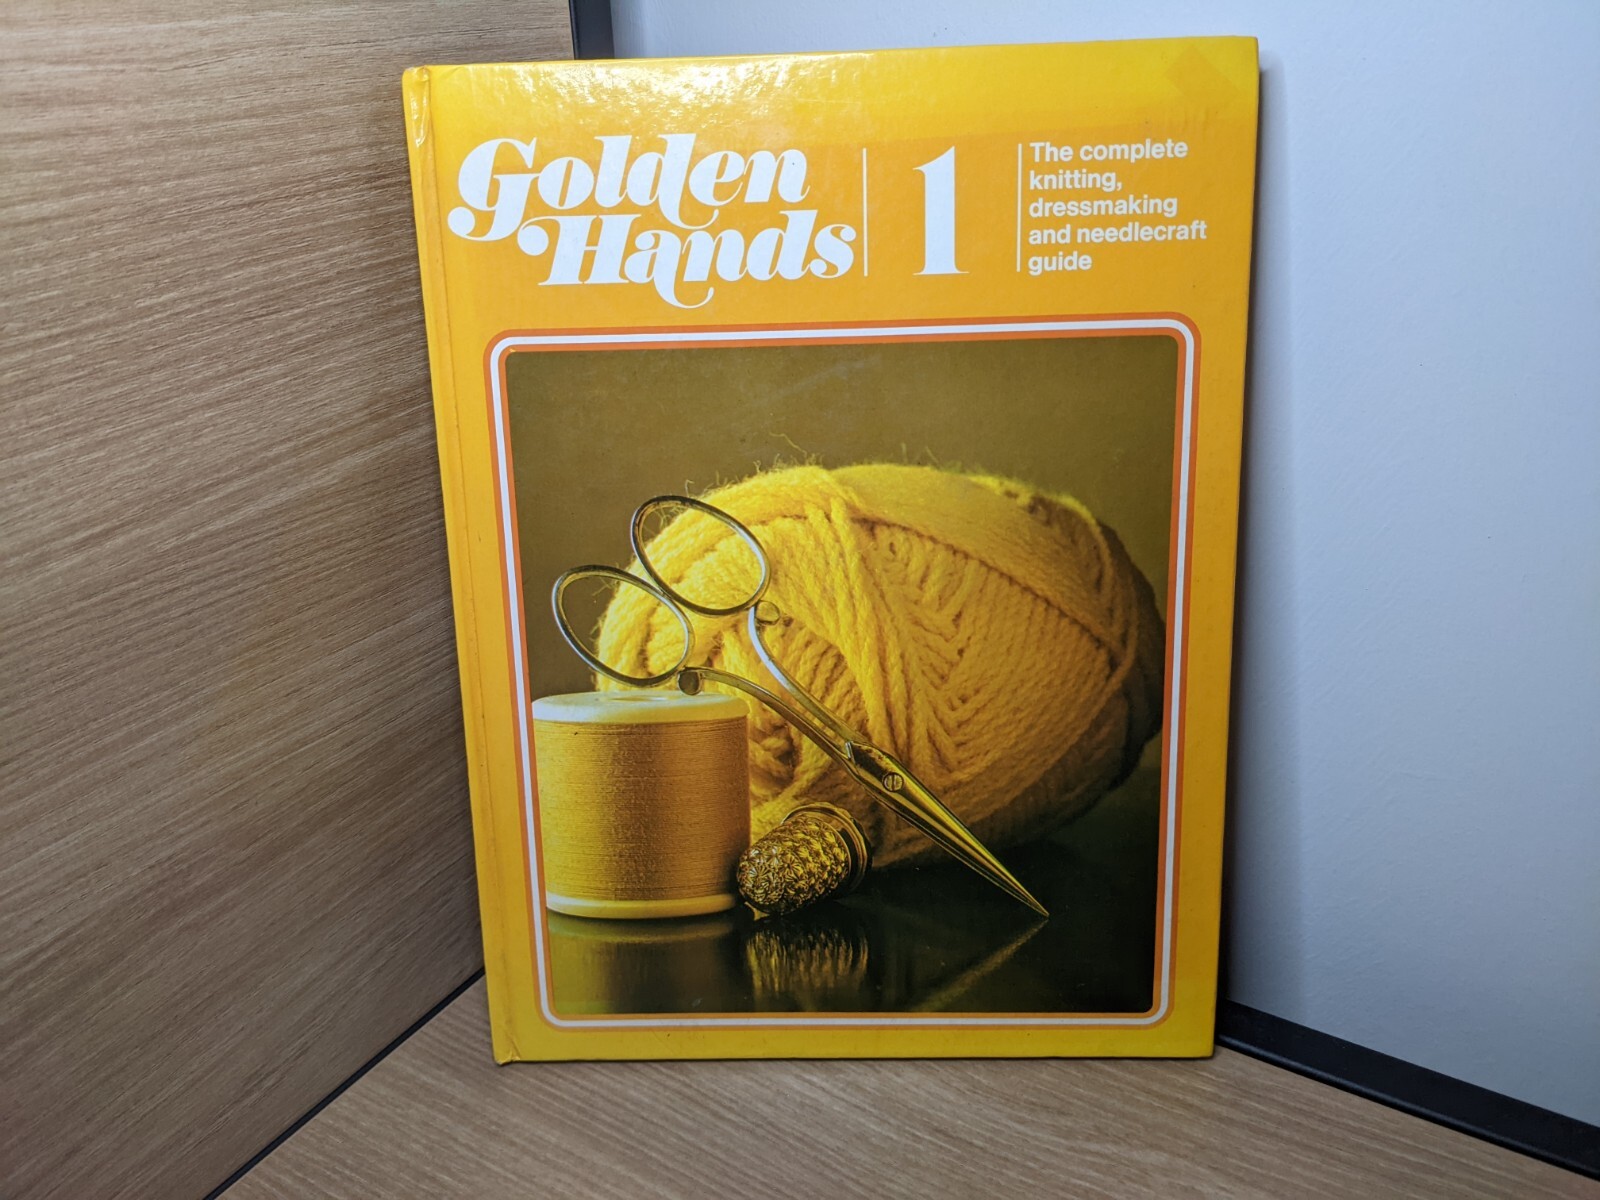 Golden
Hands
1
The complete
knitting,
dressmaking
and needlecraft
guide